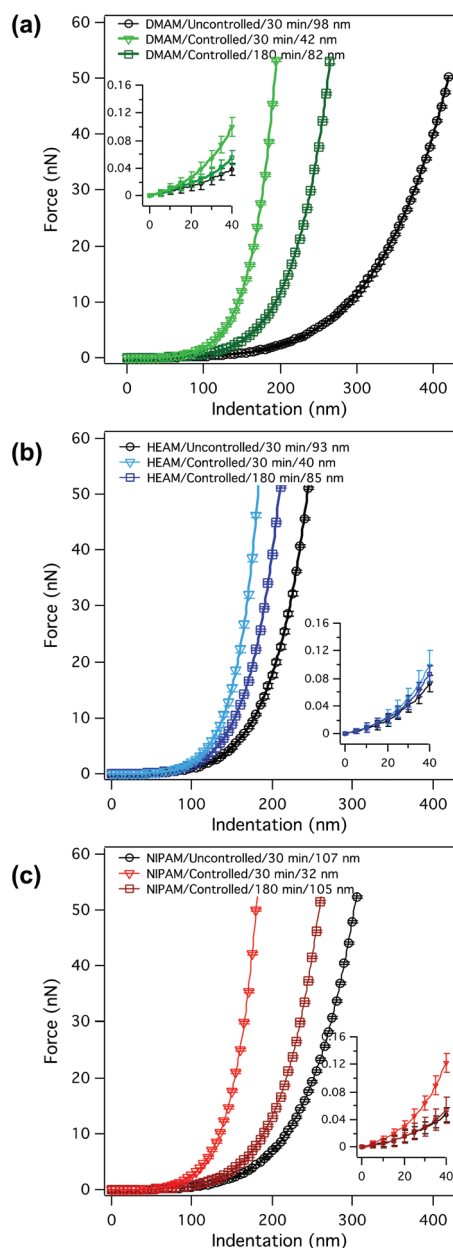 (a)
DMAM/Uncontrolled/30 min/98 nm
DMAM/Controlled/30 min/42 nm
DMAM/Controlled/180 min/82 nm
60
50
40
30
20
10
0
Force (nN)
0.16
0.12
0.08
0.04
0
0 20 40
0 100 200 300 400
Indentation (nm)
(b)
HEAM/Uncontrolled/30 min/93 nm
HEAM/Controlled/30 min/40 nm
HEAM/Controlled/180 min/85 nm
60
50
40
30
20
10
0
Force (nN)
0.16
0.12
0.08
0.04
0
0 20 40
0 100 200 300 400
Indentation (nm)
(c)
NIPAM/Uncontrolled/30 min/107 nm
NIPAM/Controlled/30 min/32 nm
NIPAM/Controlled/180 min/105 nm
60
50
40
30
20
10
0
Force (nN)
0.16
0.12
0.08
0.04
0
0 20 40
0 100 200 300 400
Indentation (nm)